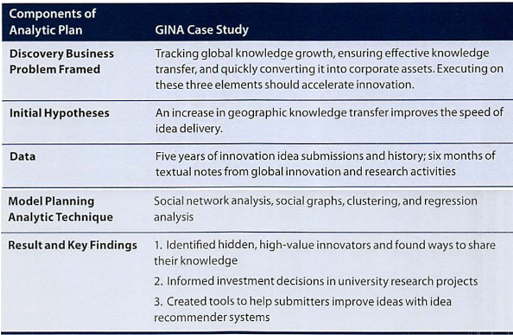 Components of
Analytic Plan
GINA Case Study
Discovery Business
Problem Framed
Tracking global knowledge growth, ensuring effective knowledge
transfer, and quickly converting it into corporate assets. Executing on
these three elements should accelerate innovation.
Initial Hypotheses
An increase in geographic knowledge transfer improves the speed of
idea delivery.
Data
Five years of innovation idea submissions and history; six months of
textual notes from global innovation and research activities
Model Planning
Analytic Technique
Social network analysis, social graphs, clustering, and regression
analysis
Result and Key Findings
1. Identified hidden, high-value innovators and found ways to share
their knowledge
2. Informed investment decisions in university research projects
3. Created tools to help submitters improve ideas with idea
recommender systems